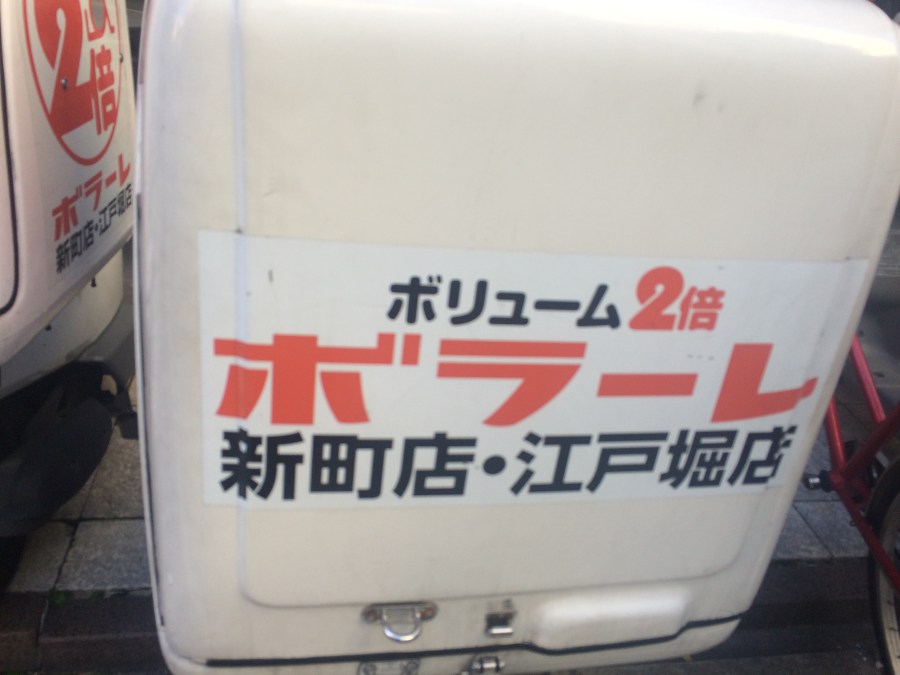 2倍
ボラーレ
新町店・江戸堀店
ボリューム2倍
ボラーレ
新町店・江戸堀店